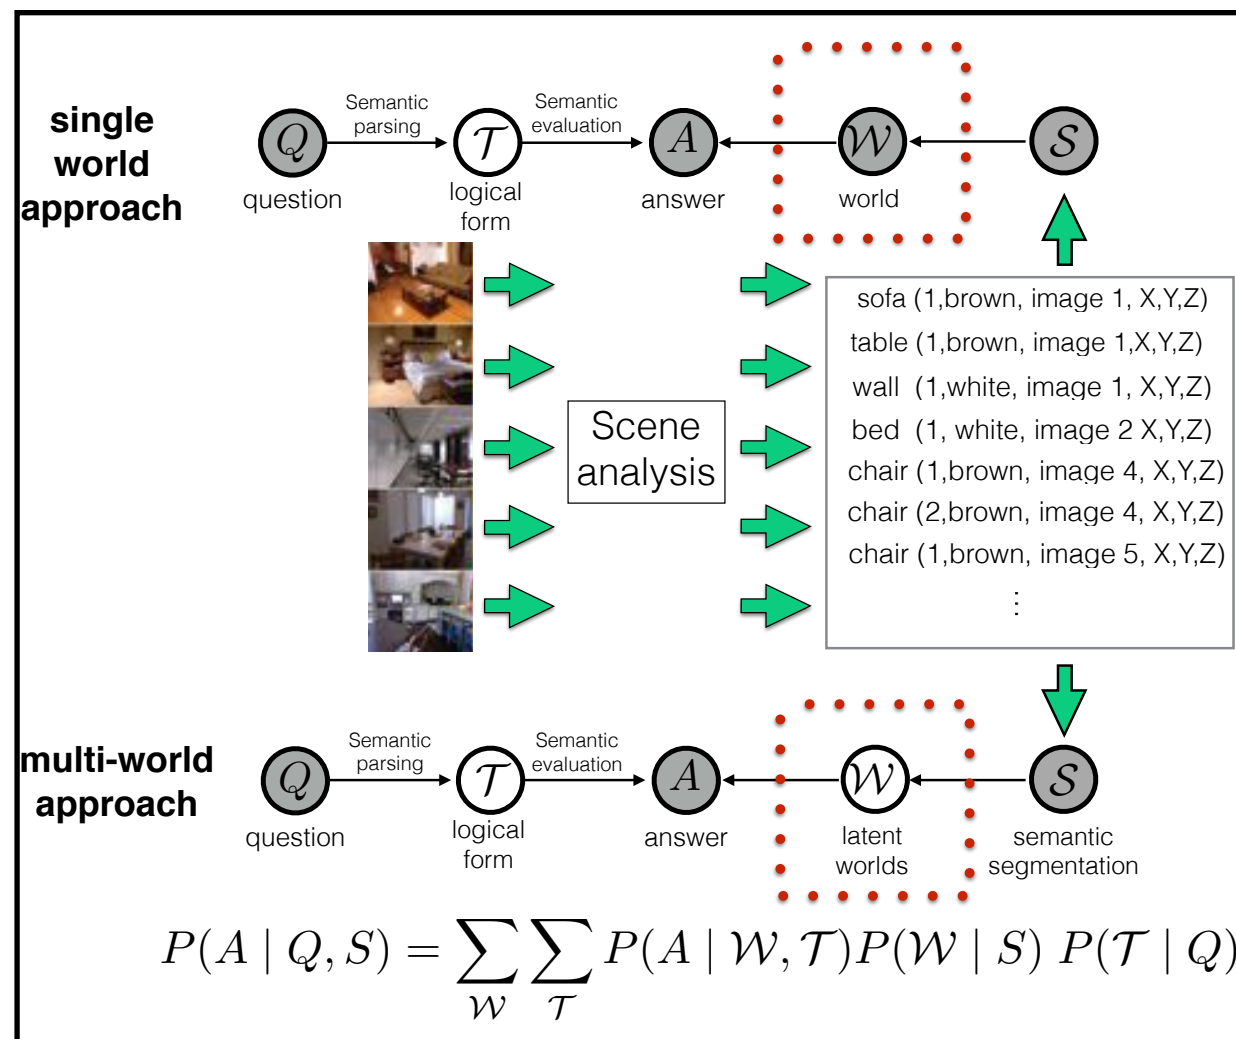 single
world
approach
Semantic
parsing
Semantic
evaluation
Q
𝒯
A
𝒲
𝒮
question
logical
form
answer
world
Scene
analysis
sofa (1,brown, image 1, X,Y,Z)
table (1,brown, image 1,X,Y,Z)
wall (1,white, image 1, X,Y,Z)
bed (1, white, image 2 X,Y,Z)
chair (1,brown, image 4, X,Y,Z)
chair (2,brown, image 4, X,Y,Z)
chair (1,brown, image 5, X,Y,Z)
⋮
multi-world
approach
Semantic
parsing
Semantic
evaluation
Q
𝒯
A
𝒲
𝒮
question
logical
form
answer
latent
worlds
semantic
segmentation
P(A | Q, S) = ∑_𝒲 ∑_𝒯 P(A | 𝒲, 𝒯)P(𝒲 | S) P(𝒯 | Q)